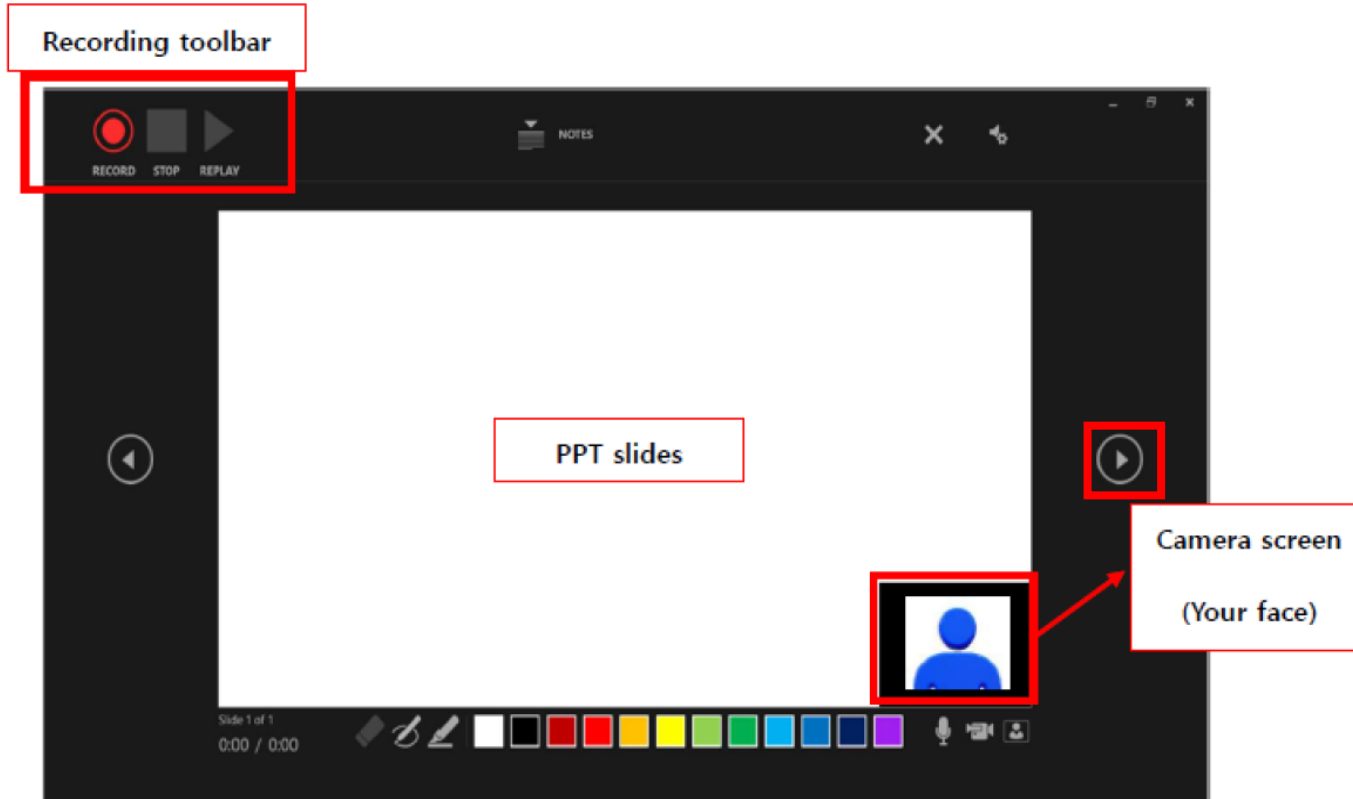 Recording toolbar
NOTES
RECORD STOP REPLAY
PPT slides
Camera screen
(Your face)
Slide 1 of 1
0:00 / 0:00